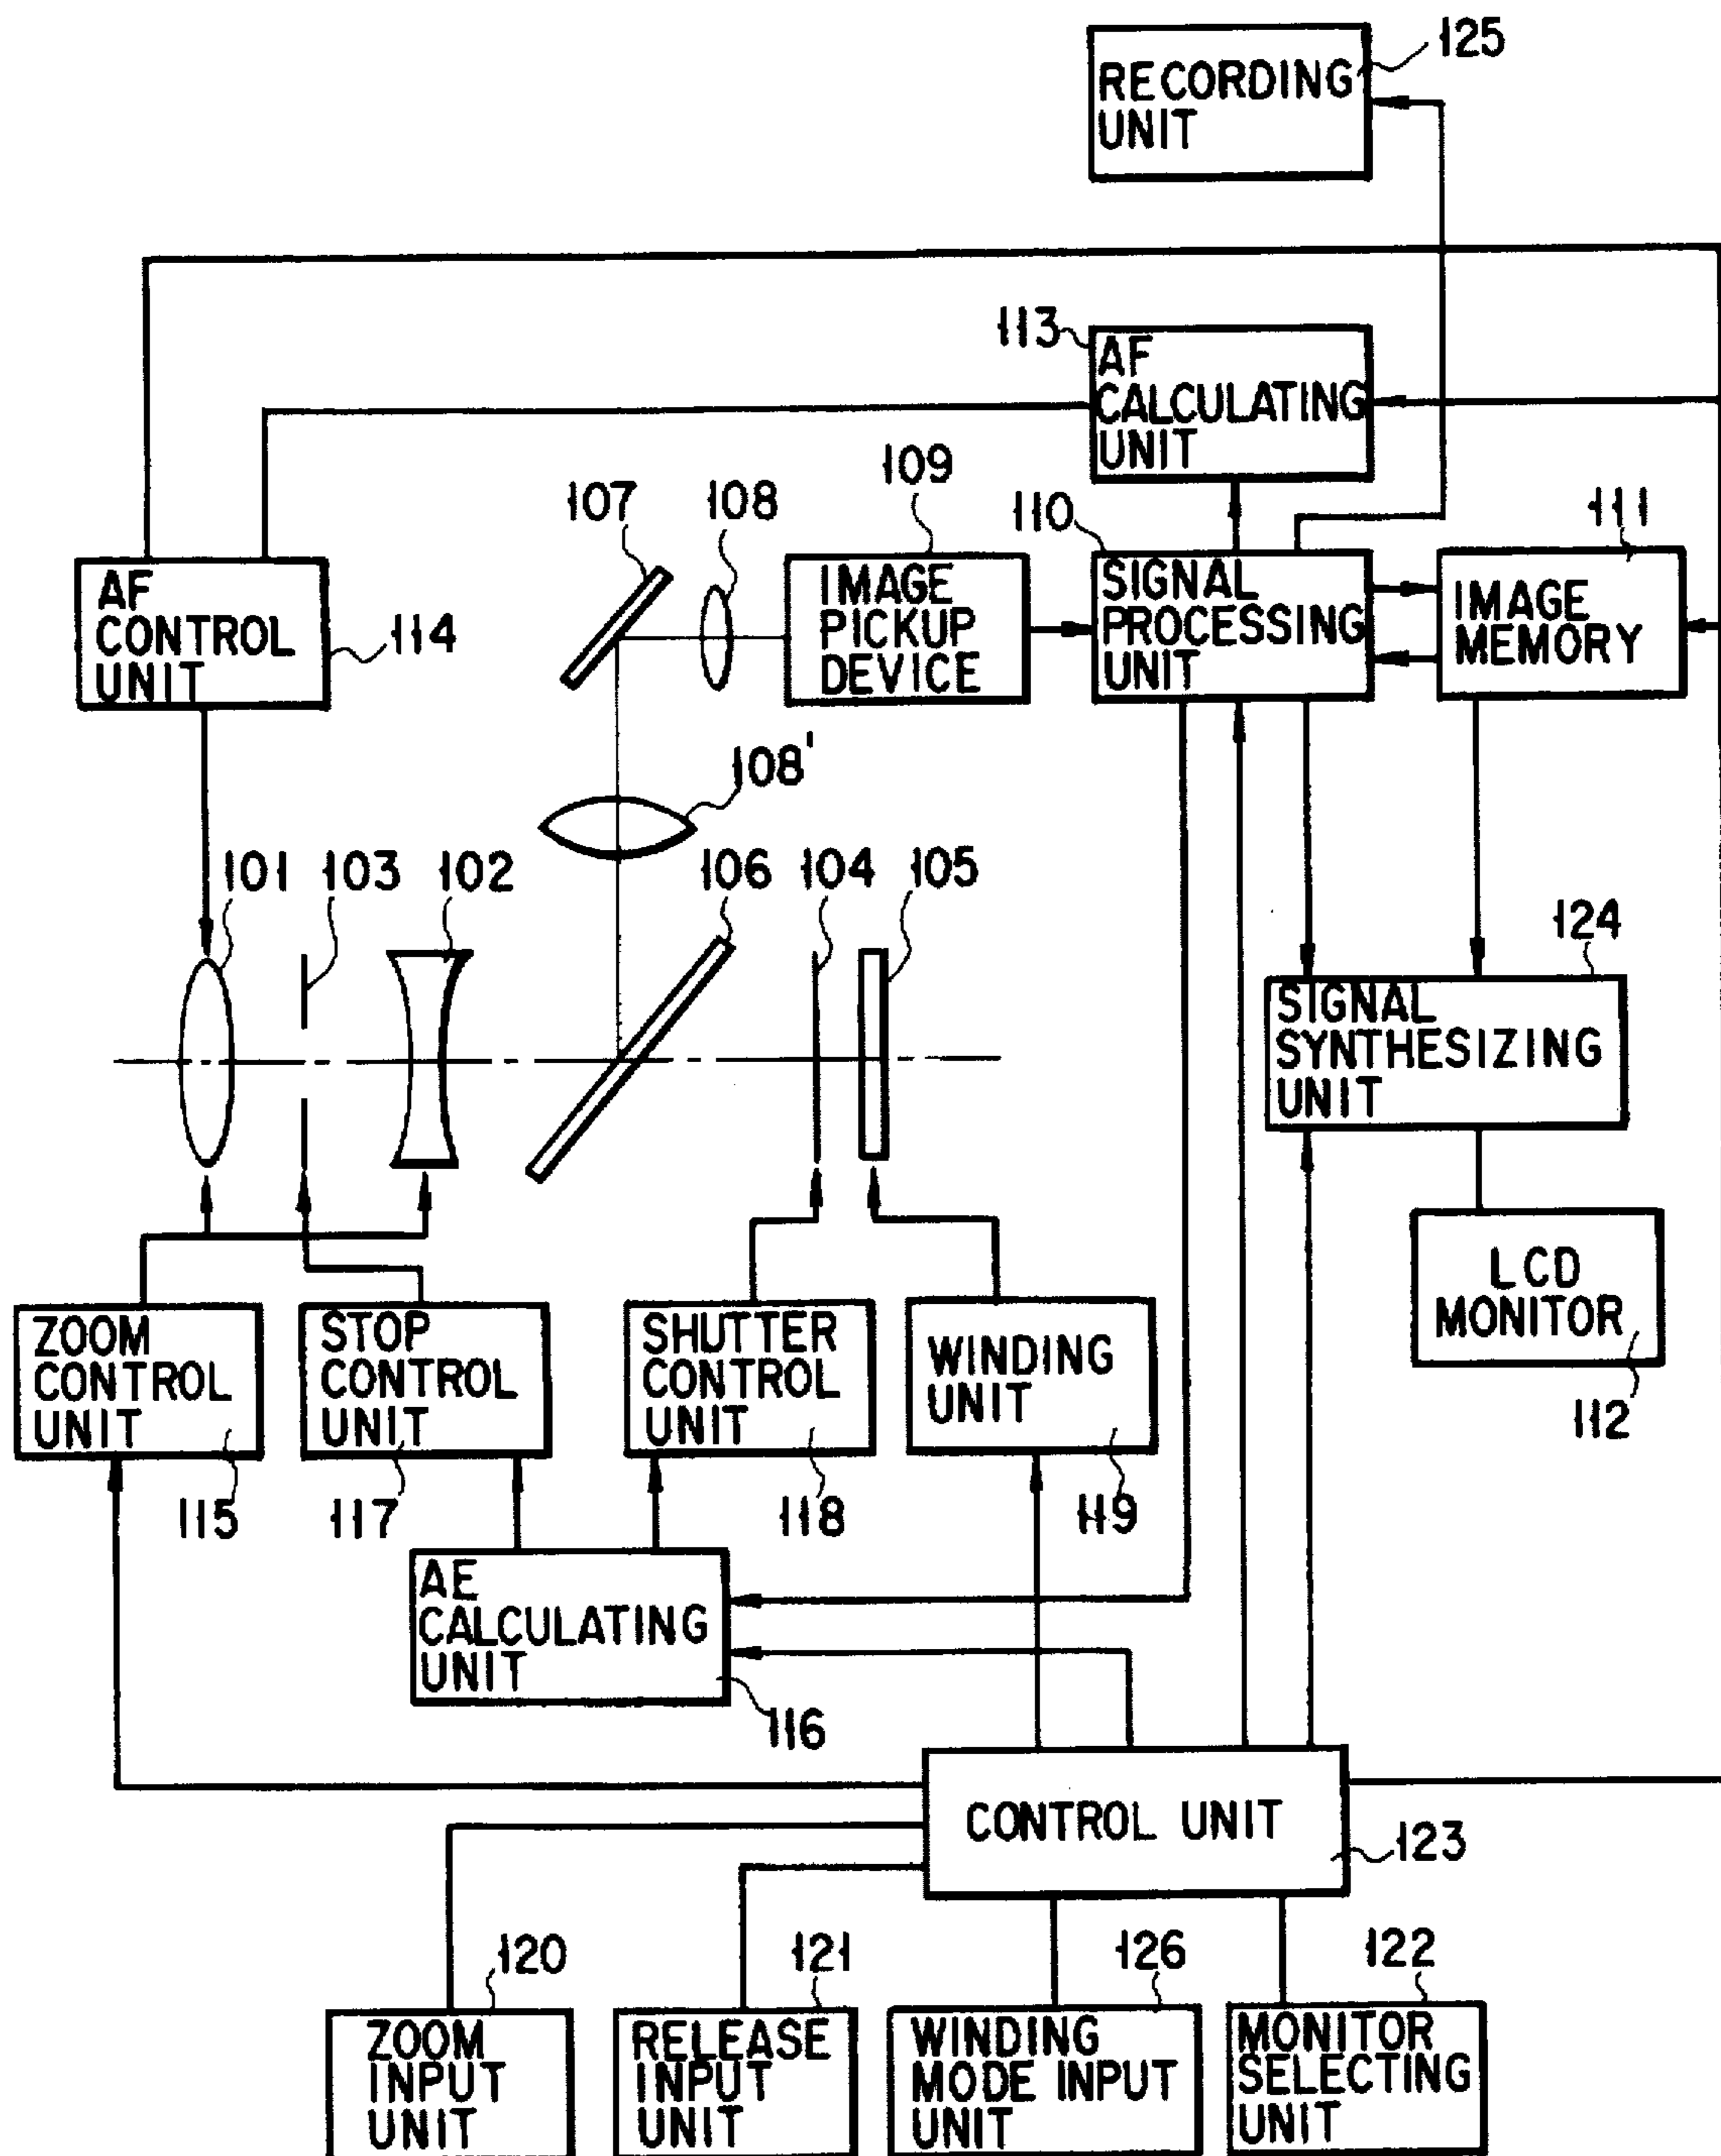 125
RECORDING
UNIT
113
AF
CALCULATING
UNIT
107
108
109
110
111
AF
CONTROL
UNIT
114
IMAGE
PICKUP
DEVICE
SIGNAL
PROCESSING
UNIT
IMAGE
MEMORY
108'
101
103
102
106
104
105
124
SIGNAL
SYNTHESIZING
UNIT
LCD
MONITOR
112
ZOOM
CONTROL
UNIT
115
STOP
CONTROL
UNIT
117
SHUTTER
CONTROL
UNIT
118
WINDING
UNIT
119
AE
CALCULATING
UNIT
116
CONTROL UNIT
123
120
121
126
122
ZOOM
INPUT
UNIT
RELEASE
INPUT
UNIT
WINDING
MODE INPUT
UNIT
MONITOR
SELECTING
UNIT